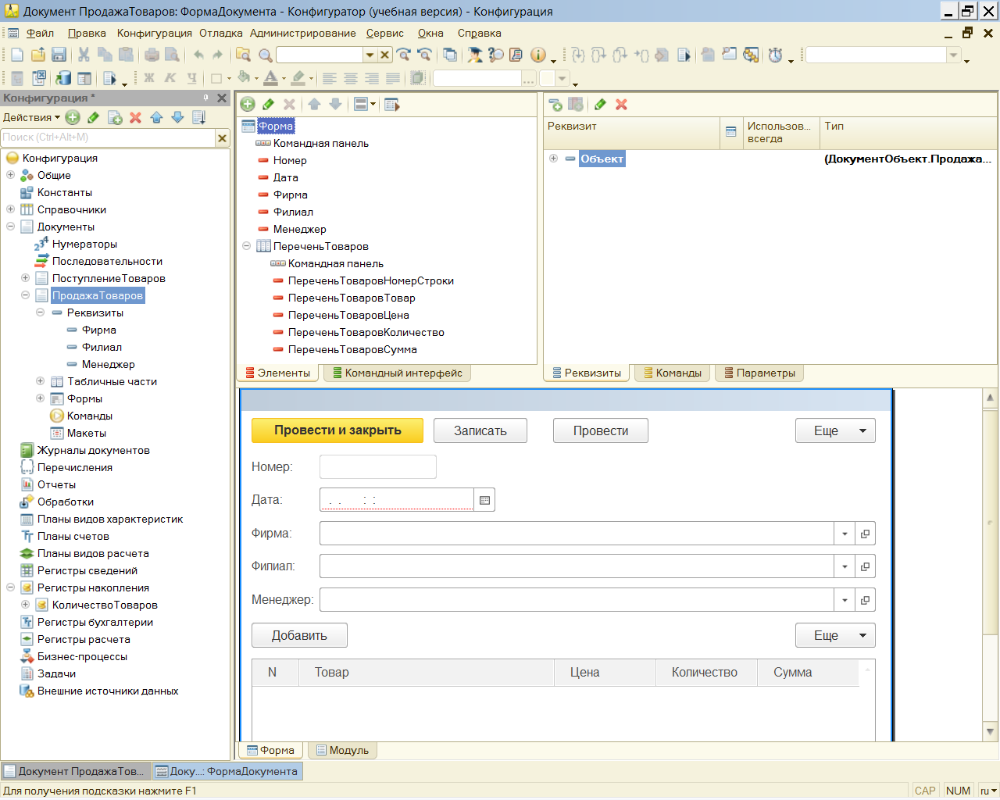 Документ ПродажаТоваров: ФормаДокумента - Конфигуратор (учебная версия) - Конфигурация
Файл Правка Конфигурация Отладка Администрирование Сервис Окна Справка
Ж К Ч
Конфигурация *
Действия
Поиск (Ctrl+Alt+M)
Конфигурация
Общие
Константы
Справочники
Документы
Нумераторы
Последовательности
ПоступлениеТоваров
ПродажаТоваров
Реквизиты
Фирма
Филиал
Менеджер
Табличные части
Формы
Команды
Макеты
Журналы документов
Перечисления
Отчеты
Обработки
Планы видов характеристик
Планы счетов
Планы видов расчета
Регистры сведений
Регистры накопления
КоличествоТоваров
Регистры бухгалтерии
Регистры расчета
Бизнес-процессы
Задачи
Внешние источники данных
Форма
Командная панель
Номер
Дата
Фирма
Филиал
Менеджер
ПереченьТоваров
Командная панель
ПереченьТоваровНомерСтроки
ПереченьТоваровТовар
ПереченьТоваровЦена
ПереченьТоваровКоличество
ПереченьТоваровСумма
Элементы Командный интерфейс
Реквизит Использов... всегда Тип
Объект (ДокументОбъект.Продажа...
Реквизиты Команды Параметры
Провести и закрыть Записать Провести Еще
Номер:
Дата: . . : :
Фирма:
Филиал:
Менеджер:
Добавить Еще
N Товар Цена Количество Сумма
Форма Модуль
Документ ПродажаТов... Доку...: ФормаДокумента
Для получения подсказки нажмите F1 CAP NUM ru